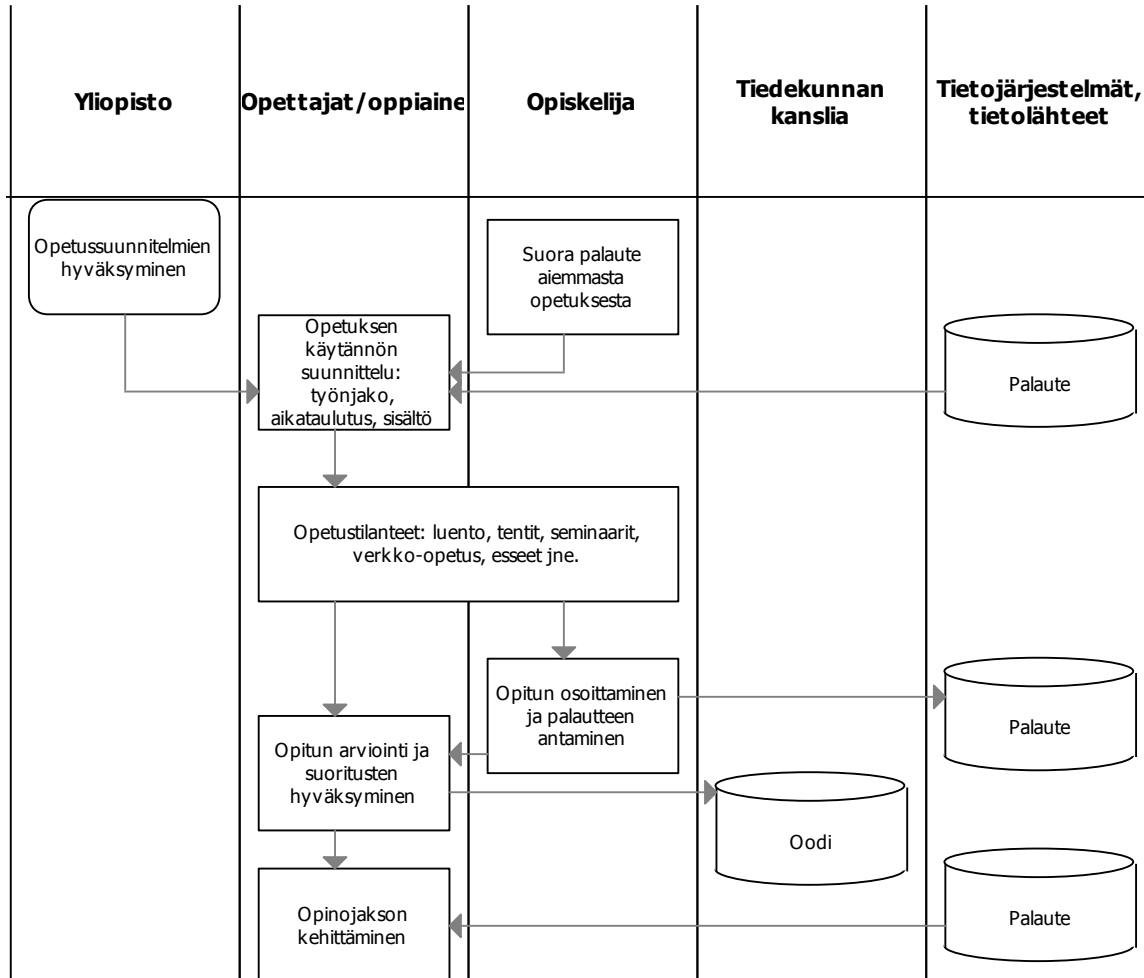 Yliopisto
Opettajat/oppiaine
Opiskelija
Tiedekunnan
kanslia
Tietojärjestelmät,
tietolähteet
Opetussuunnitelmien
hyväksyminen
Suora palaute
aiemmasta
opetuksesta
Opetuksen
käytännön
suunnittelu:
työnjako,
aikataulutus, sisältö
Palaute
Opetustilanteet: luento, tentit, seminaarit,
verkko-opetus, esseet jne.
Opitun osoittaminen
ja palautteen
antaminen
Palaute
Opitun arviointi ja
suoritusten
hyväksyminen
Oodi
Opinojakson
kehittäminen
Palaute